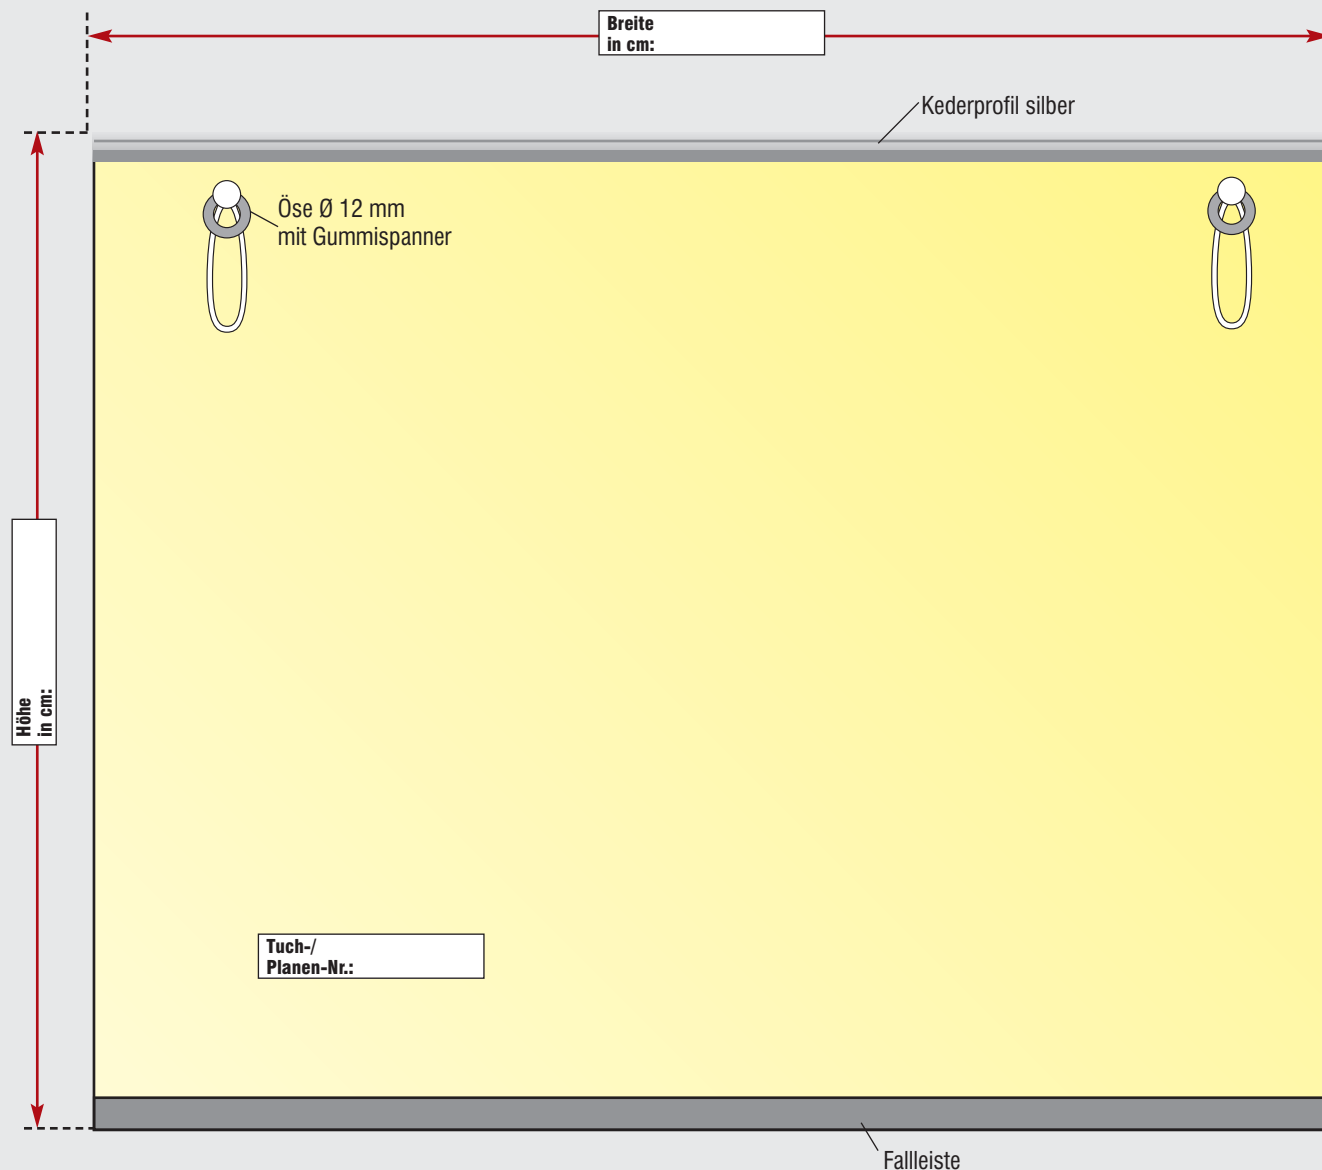 Breite
in cm:
Kederprofil silber
Öse Ø 12 mm
mit Gummispanner
Höhe
in cm:
Tuch-/
Planen-Nr.:
Fallleiste